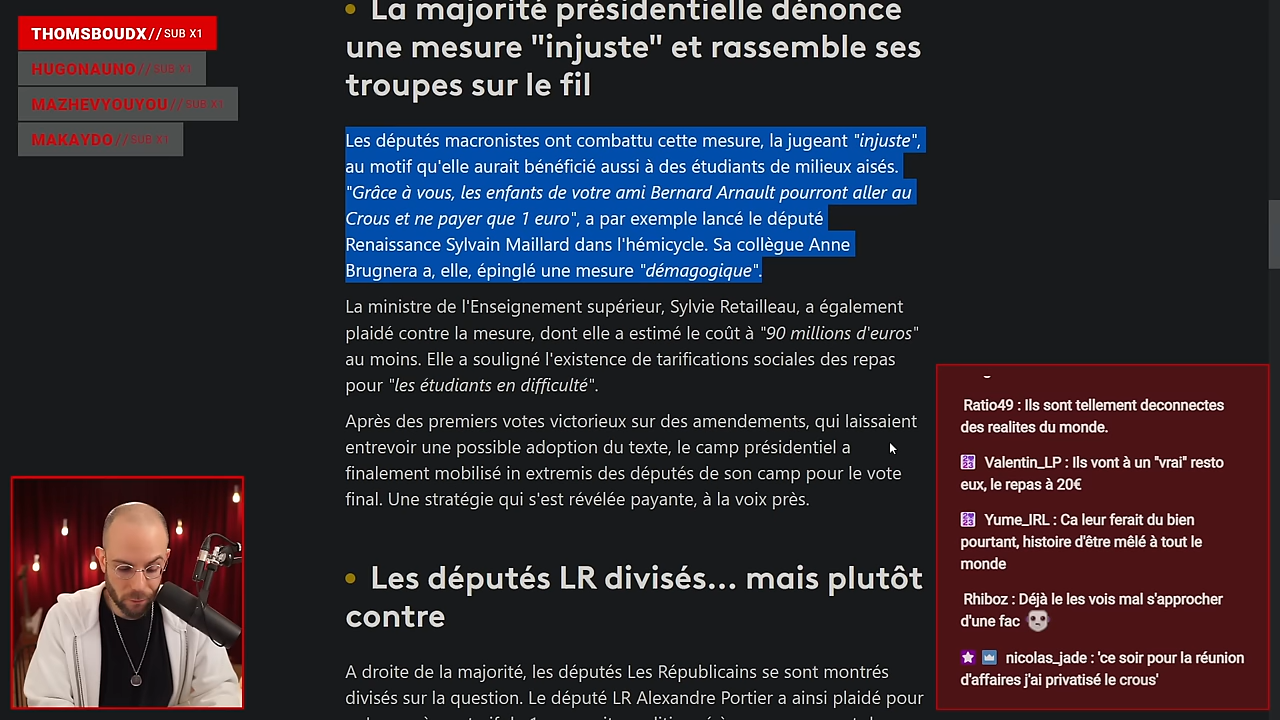 THOMSBOUDX // SUB X1
HUGONAUNO // SUB X1
MAZHEVYOUYOU // SUB X1
MAKAYDO // SUB X1
La majorité présidentielle dénonce
une mesure "injuste" et rassemble ses
troupes sur le fil
Les députés macronistes ont combattu cette mesure, la jugeant "injuste",
au motif qu'elle aurait bénéficié aussi à des étudiants de milieux aisés.
"Grâce à vous, les enfants de votre ami Bernard Arnault pourront aller au
Crous et ne payer que 1 euro", a par exemple lancé le député
Renaissance Sylvain Maillard dans l'hémicycle. Sa collègue Anne
Brugnera a, elle, épinglé une mesure "démagogique".
La ministre de l'Enseignement supérieur, Sylvie Retailleau, a également
plaidé contre la mesure, dont elle a estimé le coût à "90 millions d'euros"
au moins. Elle a souligné l'existence de tarifications sociales des repas
pour "les étudiants en difficulté".
Après des premiers votes victorieux sur des amendements, qui laissaient
entrevoir une possible adoption du texte, le camp présidentiel a
finalement mobilisé in extremis des députés de son camp pour le vote
final. Une stratégie qui s'est révélée payante, à la voix près.
Les députés LR divisés... mais plutôt
contre
A droite de la majorité, les députés Les Républicains se sont montrés
divisés sur la question. Le député LR Alexandre Portier a ainsi plaidé pour
Ratio49 : Ils sont tellement deconnectes
des realites du monde.
Valentin_LP : Ils vont à un "vrai" resto
eux, le repas à 20€
Yume_IRL : Ca leur ferait du bien
pourtant, histoire d'être mêlé à tout le
monde
Rhiboz : Déjà le les vois mal s'approcher
d'une fac
nicolas_jade : 'ce soir pour la réunion
d'affaires j'ai privatisé le crous'